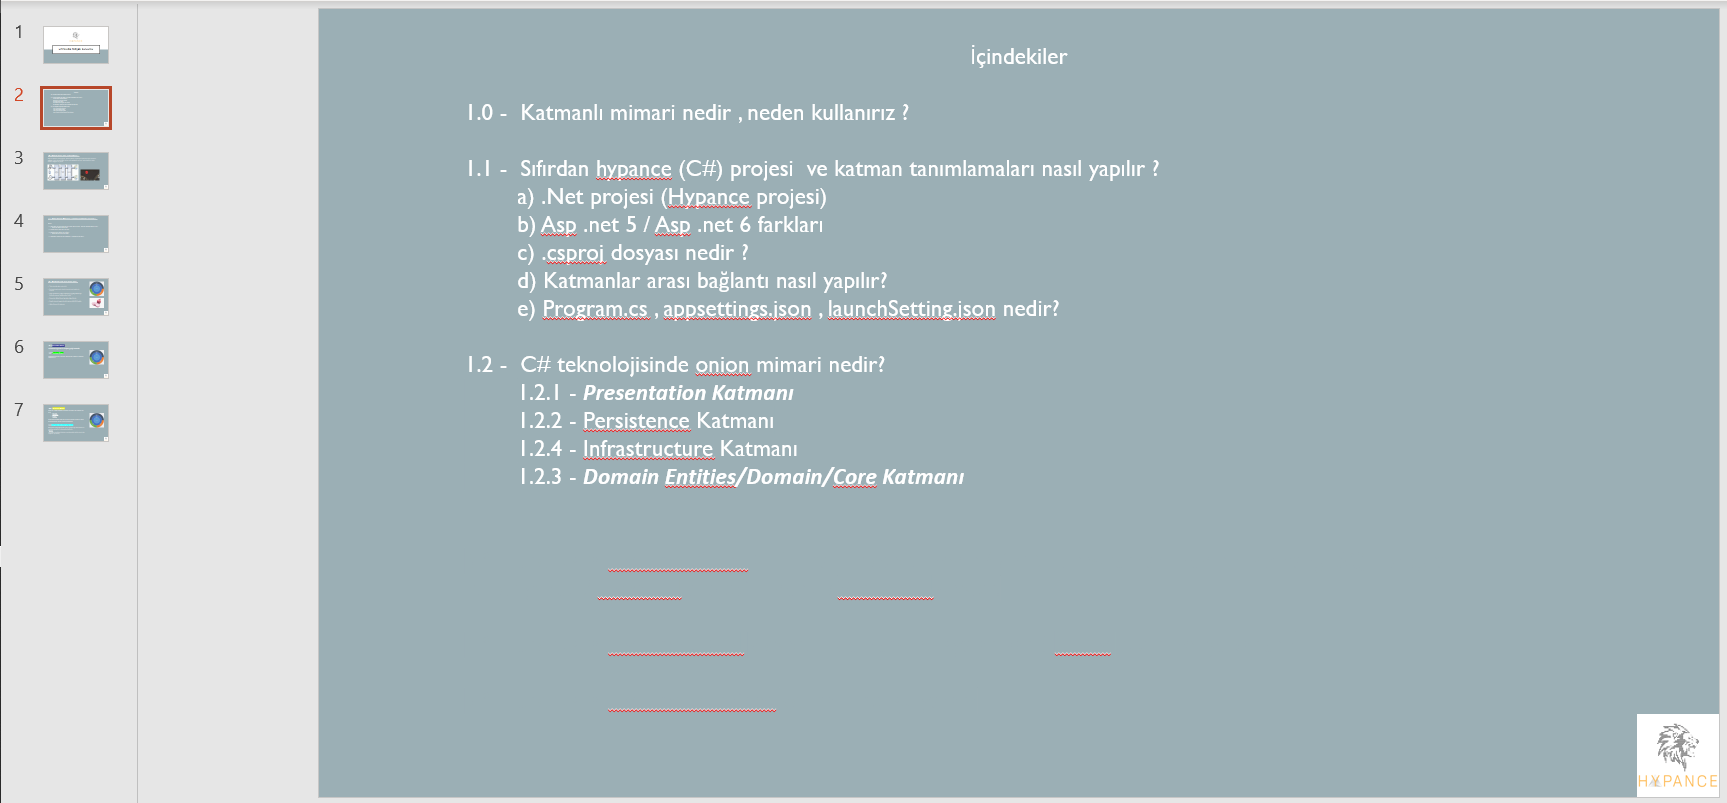 1
2
3
4
5
6
7
İçindekiler
1.0 - Katmanlı mimari nedir , neden kullanırız ?
1.1 - Sıfırdan hypance (C#) projesi ve katman tanımlamaları nasıl yapılır ?
a) .Net projesi (Hypance projesi)
b) Asp .net 5 / Asp .net 6 farkları
c) .csproj dosyası nedir ?
d) Katmanlar arası bağlantı nasıl yapılır?
e) Program.cs , appsettings.json , launchSetting.json nedir?
1.2 - C# teknolojisinde onion mimari nedir?
1.2.1 - Presentation Katmanı
1.2.2 - Persistence Katmanı
1.2.4 - Infrastructure Katmanı
1.2.3 - Domain Entities/Domain/Core Katmanı
HYPANCE